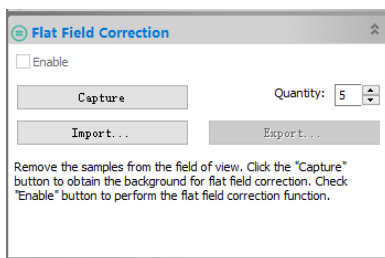 Flat Field Correction
Enable
Capture Quantity: 5
Import... Export...
Remove the samples from the field of view. Click the "Capture"
button to obtain the background for flat field correction. Check
"Enable" button to perform the flat field correction function.